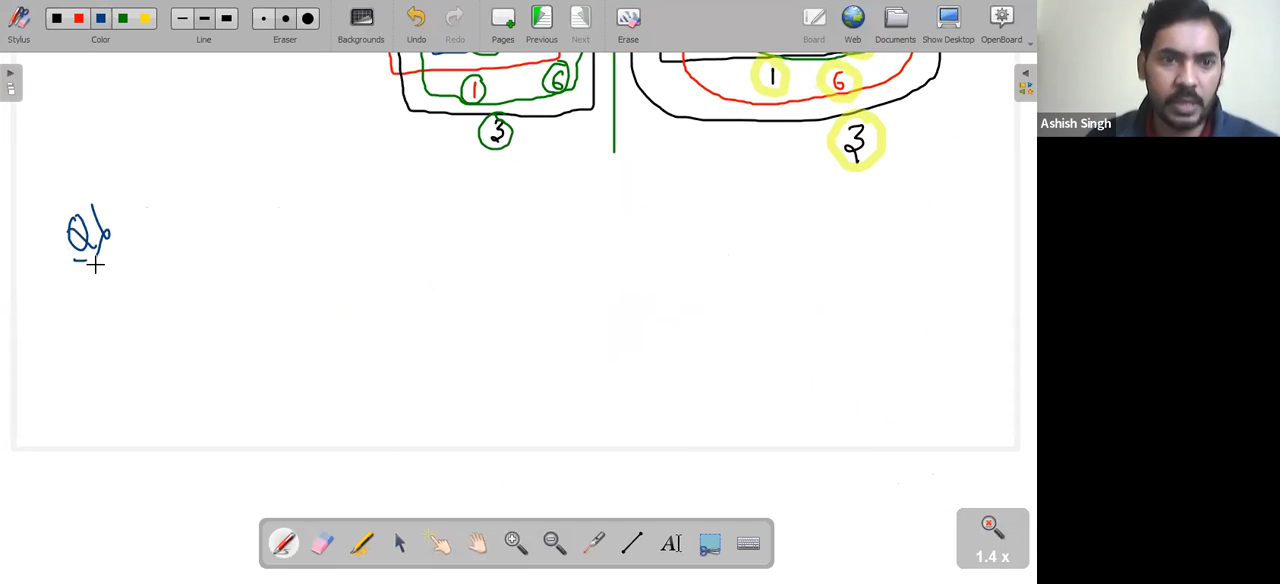 Stylus Color Line Eraser Backgrounds Undo Redo Pages Previous Next Erase Board Web Documents Show Desktop OpenBoard
Ashish Singh
1 6 1 6
3 3
A
1.4 x